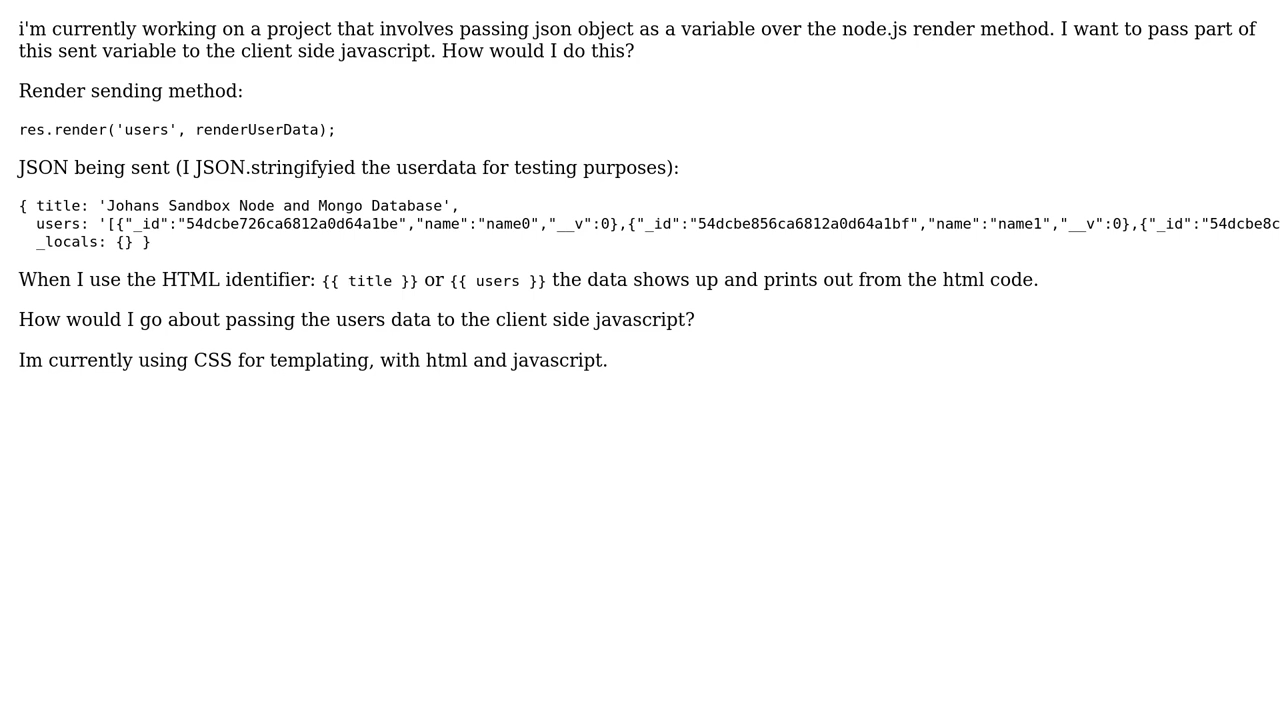 i'm currently working on a project that involves passing json object as a variable over the node.js render method. I want to pass part of
this sent variable to the client side javascript. How would I do this?
Render sending method:
res.render('users', renderUserData);
JSON being sent (I JSON.stringifyied the userdata for testing purposes):
{ title: 'Johans Sandbox Node and Mongo Database',
  users: '[{"_id":"54dcbe726ca6812a0d64a1be","name":"name0","__v":0},{"_id":"54dcbe856ca6812a0d64a1bf","name":"name1","__v":0},{"_id":"54dcbe8c
  _locals: {} }
When I use the HTML identifier: {{ title }} or {{ users }} the data shows up and prints out from the html code.
How would I go about passing the users data to the client side javascript?
Im currently using CSS for templating, with html and javascript.